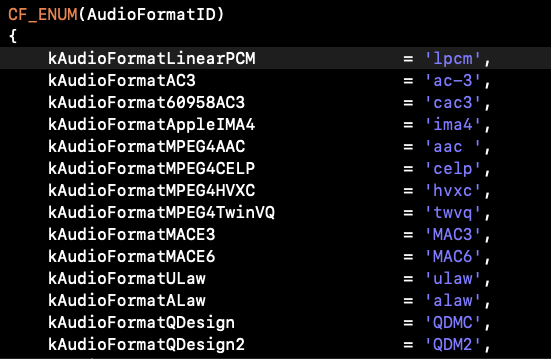 CF_ENUM(AudioFormatID)
{
    kAudioFormatLinearPCM               = 'lpcm',
    kAudioFormatAC3                     = 'ac-3',
    kAudioFormat60958AC3                = 'cac3',
    kAudioFormatAppleIMA4               = 'ima4',
    kAudioFormatMPEG4AAC                = 'aac ',
    kAudioFormatMPEG4CELP               = 'celp',
    kAudioFormatMPEG4HVXC               = 'hvxc',
    kAudioFormatMPEG4TwinVQ             = 'twvq',
    kAudioFormatMACE3                   = 'MAC3',
    kAudioFormatMACE6                   = 'MAC6',
    kAudioFormatULaw                    = 'ulaw',
    kAudioFormatALaw                    = 'alaw',
    kAudioFormatQDesign                 = 'QDMC',
    kAudioFormatQDesign2                = 'QDM2',